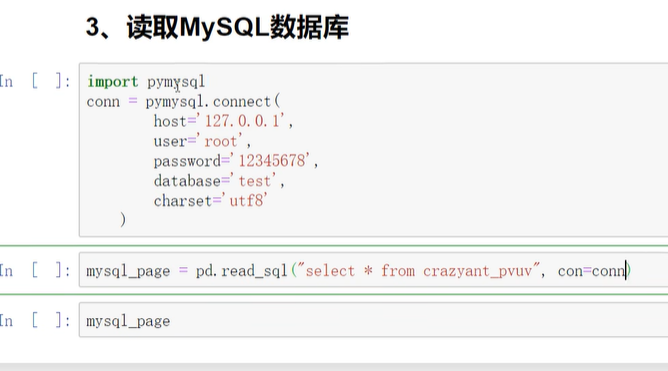 3、读取MySQL数据库
In [ ]: import pymysql
conn = pymysql.connect(
host='127.0.0.1',
user='root',
password='12345678',
database='test',
charset='utf8'
)
In [ ]: mysql_page = pd.read_sql("select * from crazyant_pvuv", con=conn)
In [ ]: mysql_page